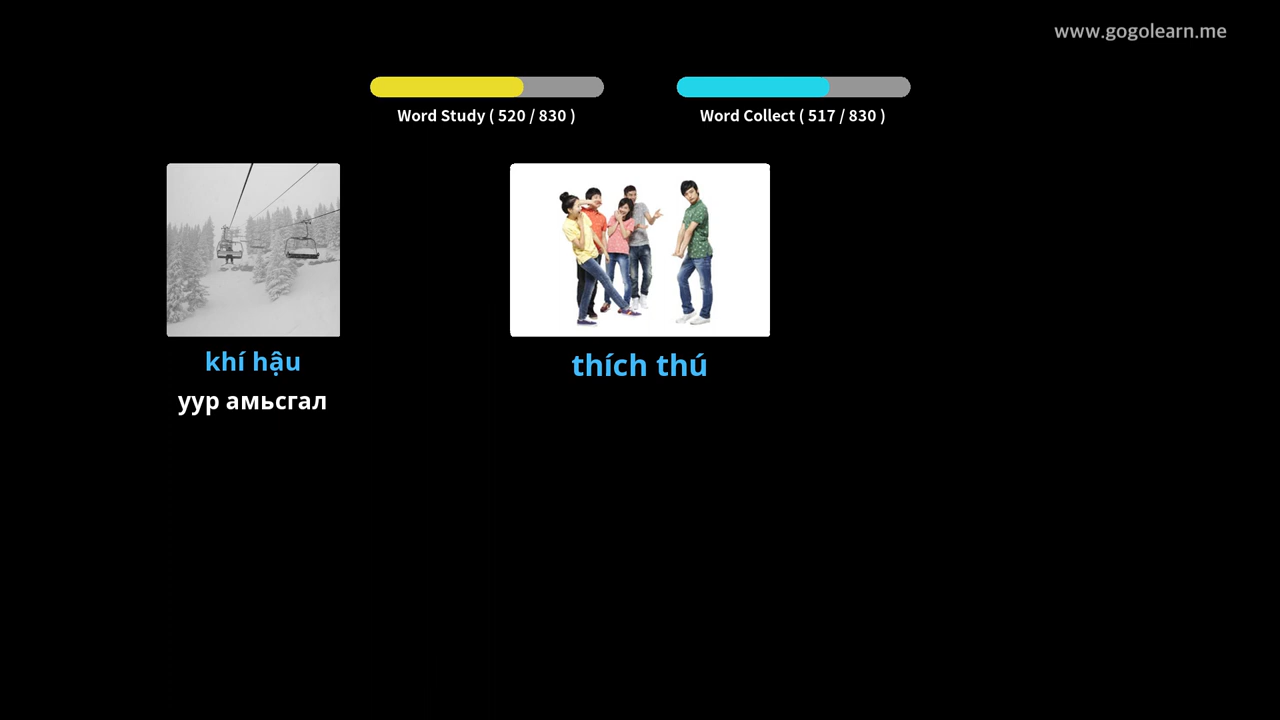 www.gogolearn.me
Word Study ( 520 / 830 )
Word Collect ( 517 / 830 )
khí hậu
уур амьсгал
thích thú